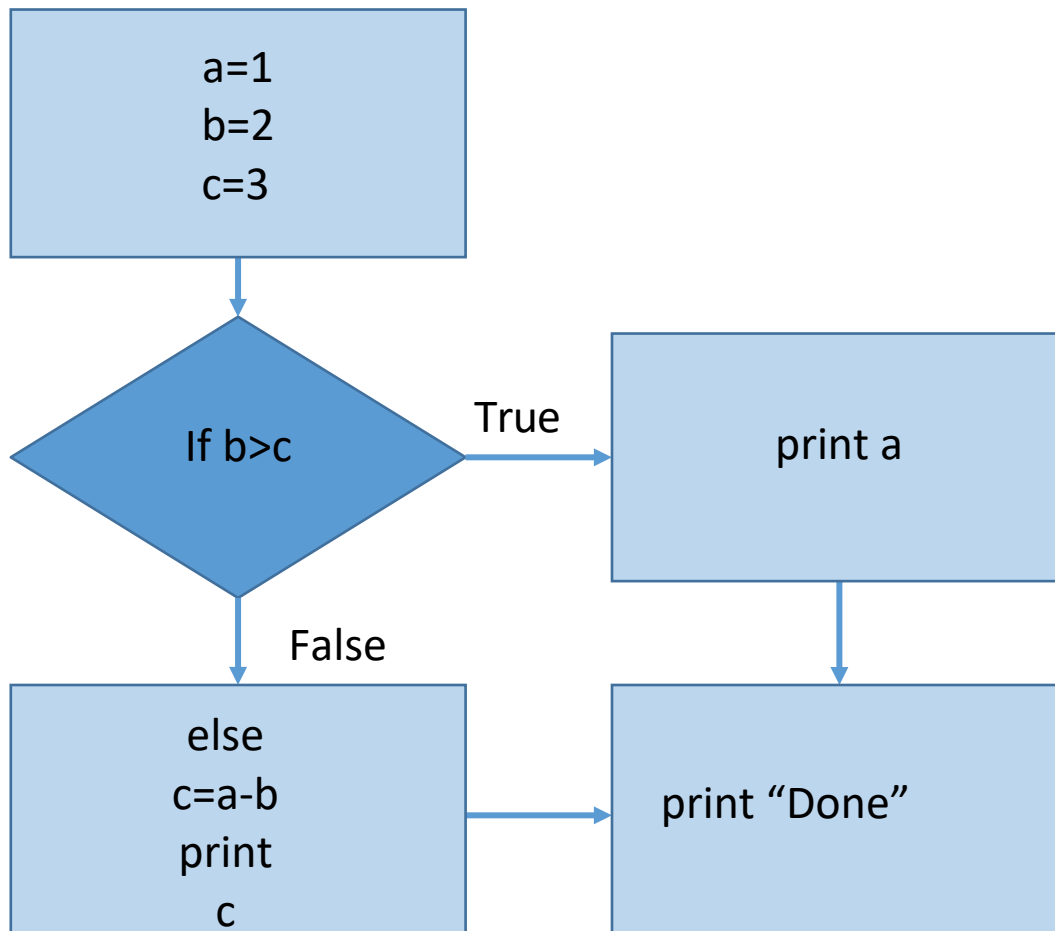 a=1
b=2
c=3
If b>c
True
print a
False
else
c=a-b
print
c
print “Done”